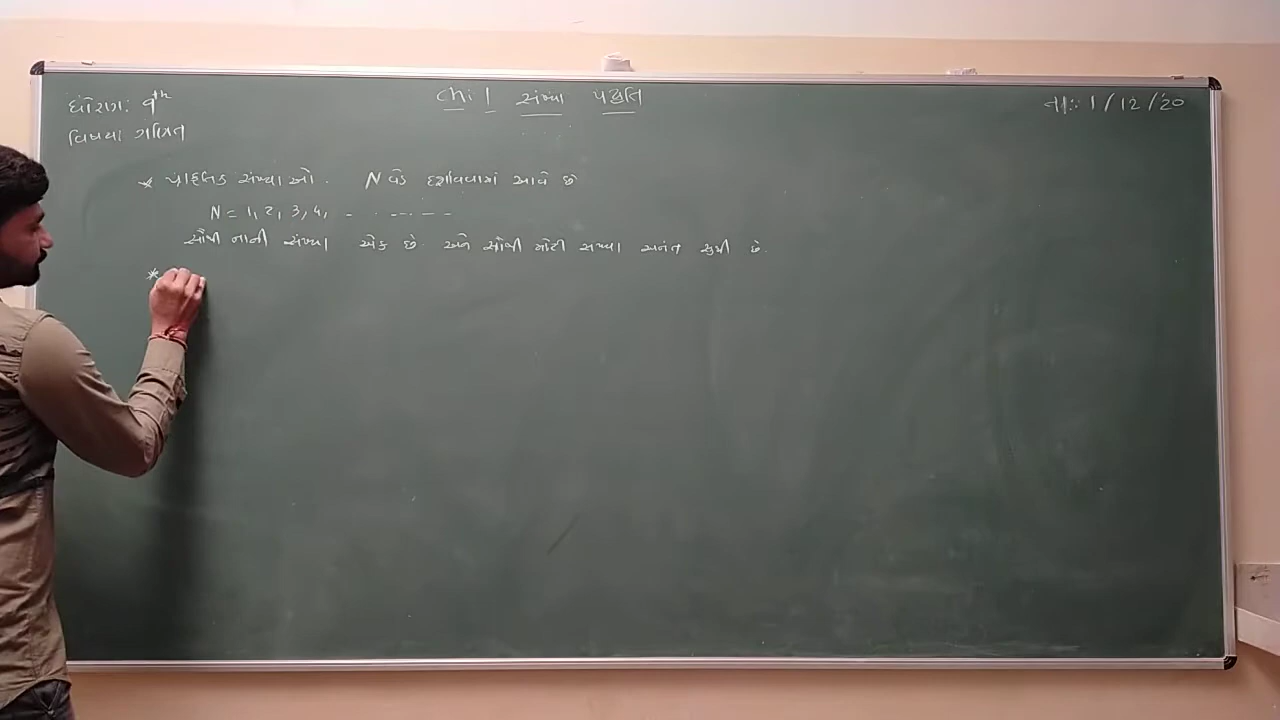 ધોરણ: 9th
વિષય: ગણિત
Ch: 1 સંખ્યા પદ્ધતિ
તા: 1/12/'20
* પ્રાકૃતિક સંખ્યાઓ. N વડે દર્શાવવામાં આવે છે
N = 1, 2, 3, 4, - - - - - - -
સૌથી નાની સંખ્યા એક છે. અને સૌથી મોટી સંખ્યા અનંત સુધી છે.
*